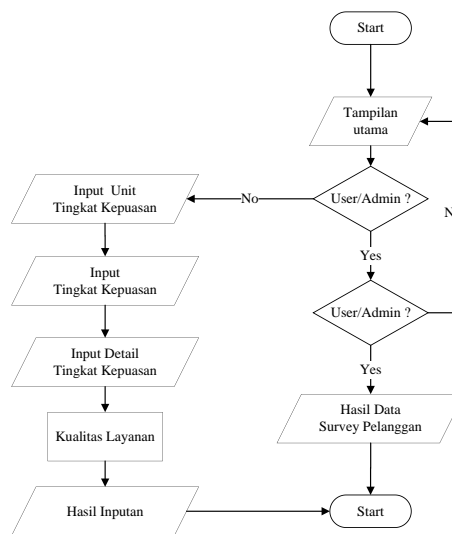 Start
Tampilan
utama
User/Admin ?
No
Input Unit
Tingkat Kepuasan
Yes
Input
Tingkat Kepuasan
User/Admin ?
Input Detail
Tingkat Kepuasan
Yes
Hasil Data
Survey Pelanggan
Kualitas Layanan
Hasil Inputan
Start